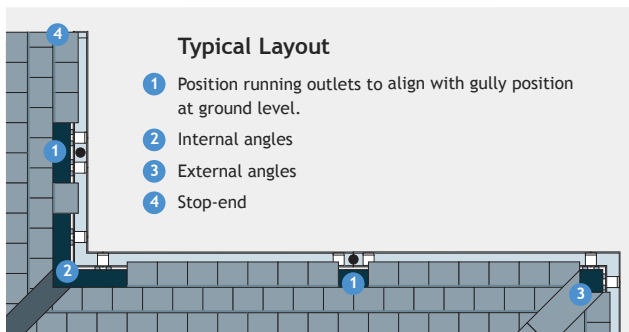 4
Typical Layout
1 Position running outlets to align with gully position
at ground level.
2 Internal angles
3 External angles
4 Stop-end
1
2
1
3